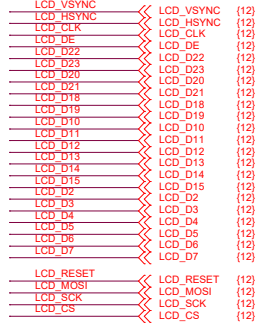 LCD_VSYNC LCD_VSYNC {12}
LCD_HSYNC LCD_HSYNC {12}
LCD_CLK LCD_CLK {12}
LCD_DE LCD_DE {12}
LCD_D22 LCD_D22 {12}
LCD_D23 LCD_D23 {12}
LCD_D20 LCD_D20 {12}
LCD_D21 LCD_D21 {12}
LCD_D18 LCD_D18 {12}
LCD_D19 LCD_D19 {12}
LCD_D10 LCD_D10 {12}
LCD_D11 LCD_D11 {12}
LCD_D12 LCD_D12 {12}
LCD_D13 LCD_D13 {12}
LCD_D14 LCD_D14 {12}
LCD_D15 LCD_D15 {12}
LCD_D2 LCD_D2 {12}
LCD_D3 LCD_D3 {12}
LCD_D4 LCD_D4 {12}
LCD_D5 LCD_D5 {12}
LCD_D6 LCD_D6 {12}
LCD_D7 LCD_D7 {12}
LCD_RESET LCD_RESET {12}
LCD_MOSI LCD_MOSI {12}
LCD_SCK LCD_SCK {12}
LCD_CS LCD_CS {12}